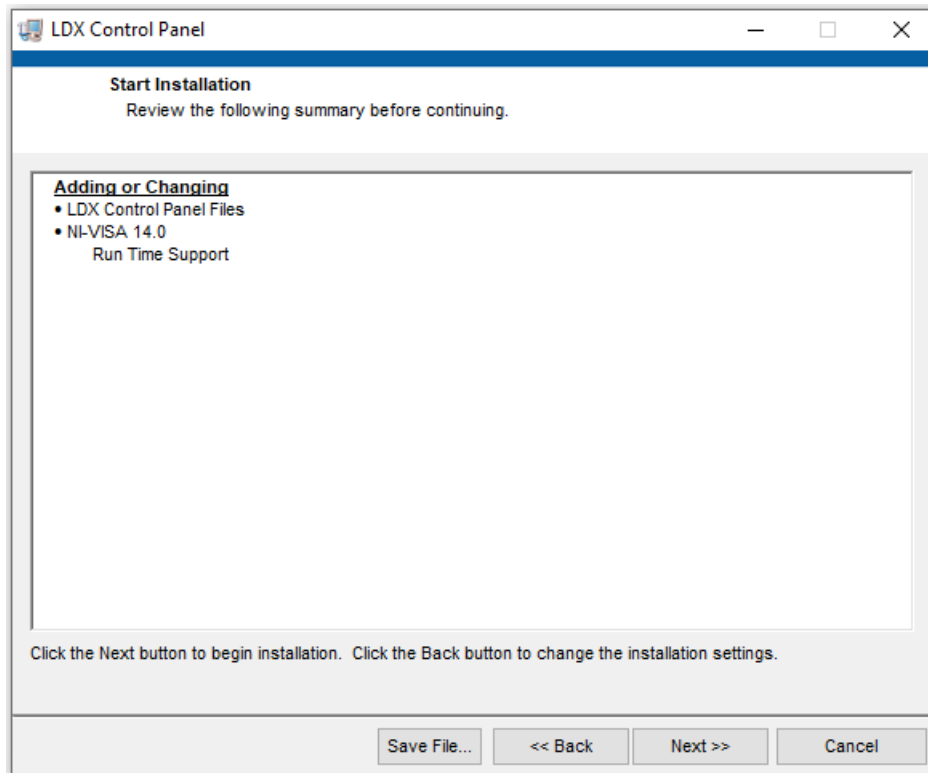 LDX Control Panel
Start Installation
Review the following summary before continuing.
Adding or Changing
• LDX Control Panel Files
• NI-VISA 14.0
Run Time Support
Click the Next button to begin installation. Click the Back button to change the installation settings.
Save File... << Back Next >> Cancel